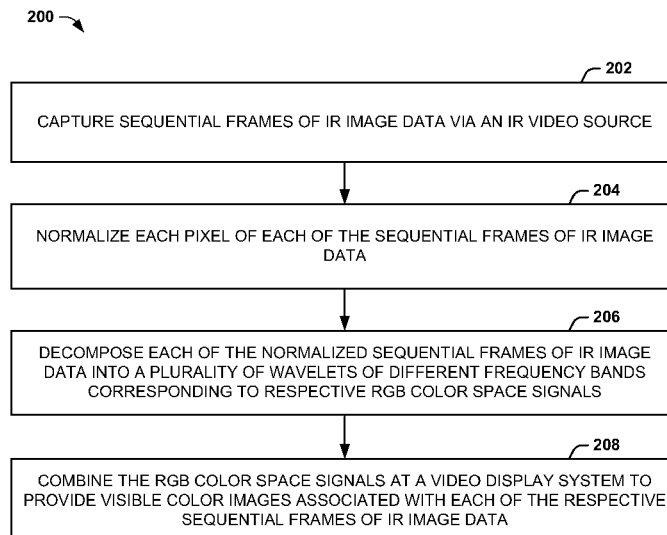 200
202
CAPTURE SEQUENTIAL FRAMES OF IR IMAGE DATA VIA AN IR VIDEO SOURCE
204
NORMALIZE EACH PIXEL OF EACH OF THE SEQUENTIAL FRAMES OF IR IMAGE
DATA
206
DECOMPOSE EACH OF THE NORMALIZED SEQUENTIAL FRAMES OF IR IMAGE
DATA INTO A PLURALITY OF WAVELETS OF DIFFERENT FREQUENCY BANDS
CORRESPONDING TO RESPECTIVE RGB COLOR SPACE SIGNALS
208
COMBINE THE RGB COLOR SPACE SIGNALS AT A VIDEO DISPLAY SYSTEM TO
PROVIDE VISIBLE COLOR IMAGES ASSOCIATED WITH EACH OF THE RESPECTIVE
SEQUENTIAL FRAMES OF IR IMAGE DATA